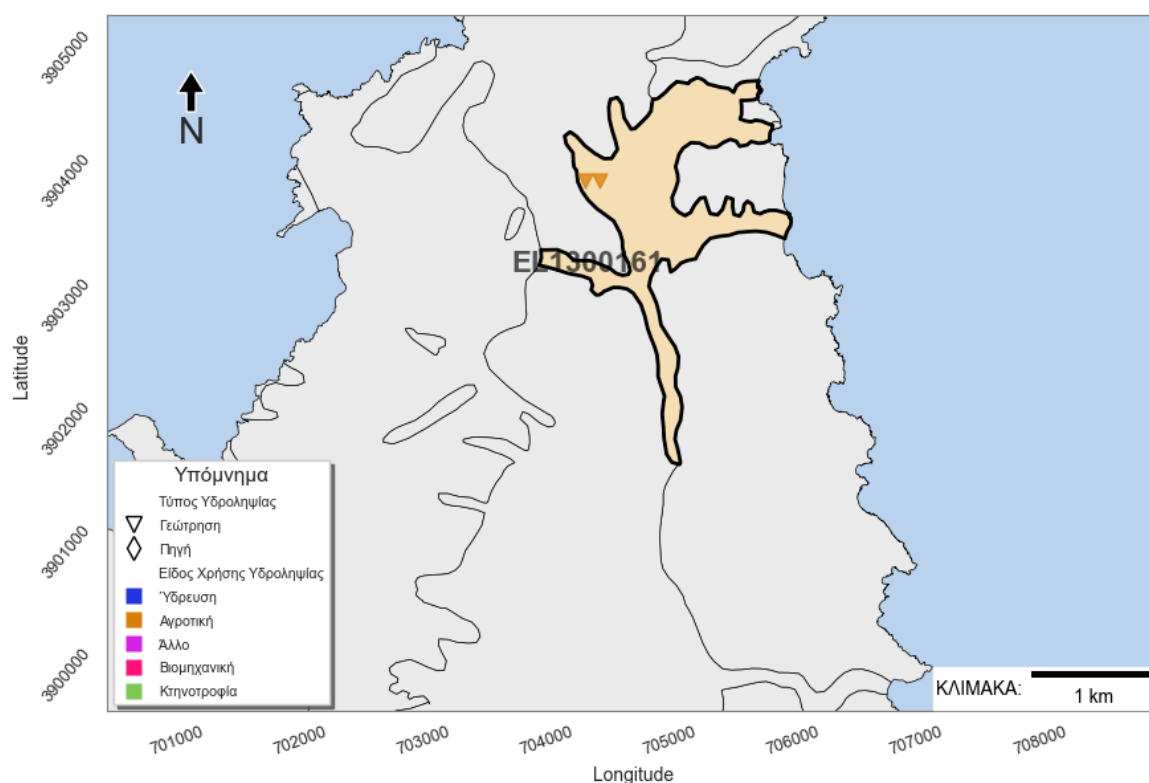 3905000
3904000
3903000
3902000
3901000
3900000
Latitude
N
EL1300161
Υπόμνημα
Τύπος Υδροληψίας
Γεώτρηση
Πηγή
Είδος Χρήσης Υδροληψίας
Ύδρευση
Αγροτική
Άλλο
Βιομηχανική
Κτηνοτροφία
ΚΛΙΜΑΚΑ:
1 km
701000 702000 703000 704000 705000 706000 707000 708000
Longitude